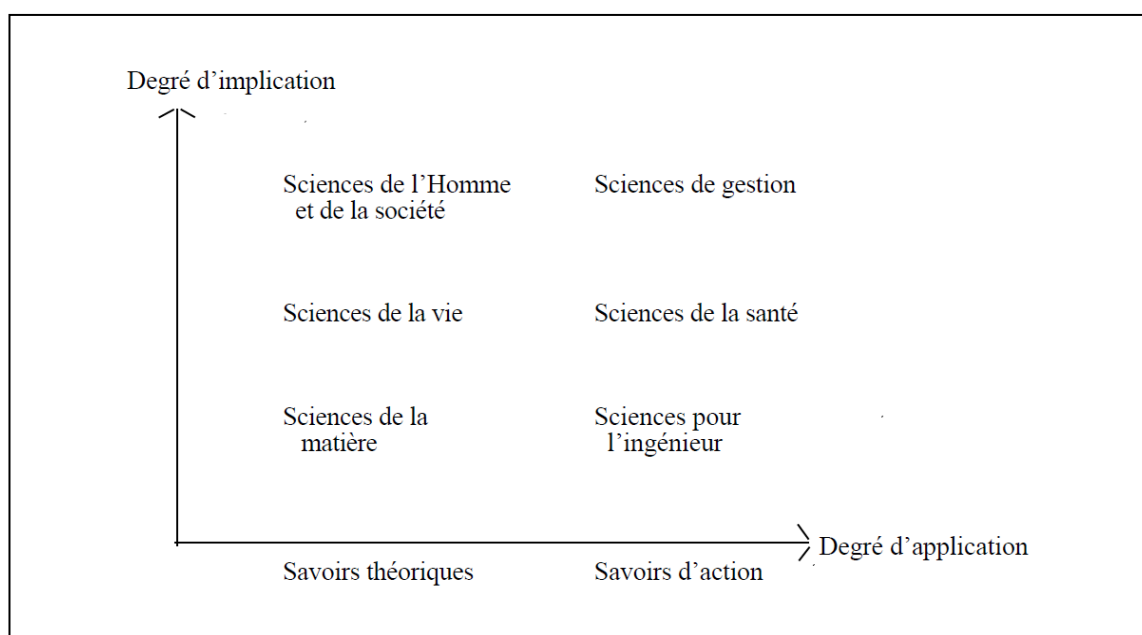 Degré d’implication
Sciences de l’Homme
et de la société
Sciences de gestion
Sciences de la vie
Sciences de la santé
Sciences de la
matière
Sciences pour
l’ingénieur
Degré d’application
Savoirs théoriques
Savoirs d’action